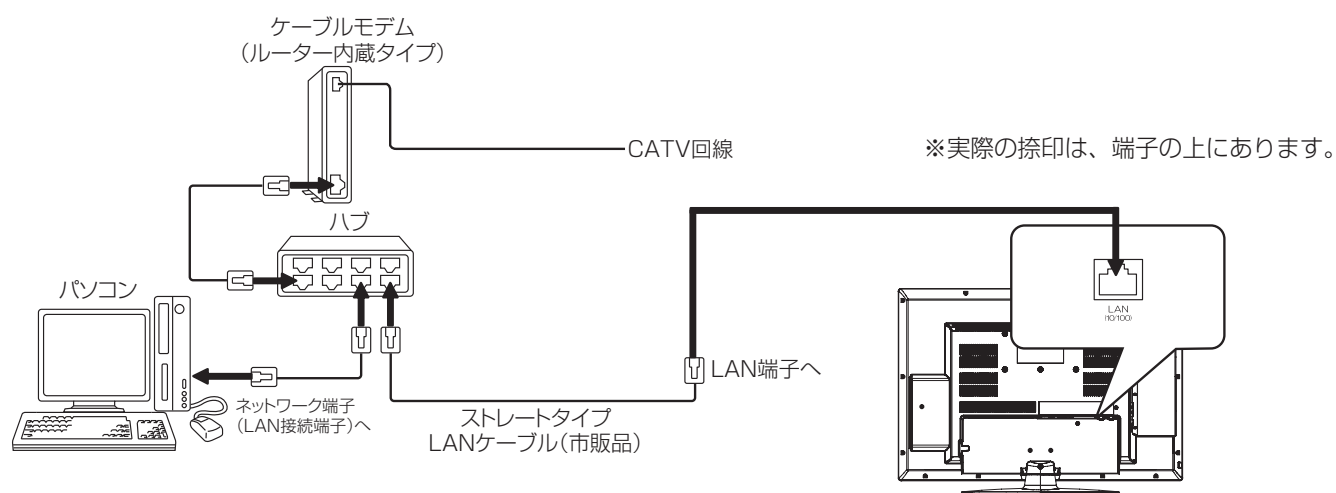 ケーブルモデム
（ルーター内蔵タイプ）
CATV回線
※実際の捺印は、端子の上にあります。
ハブ
パソコン
LAN
(10/100)
LAN端子へ
ネットワーク端子
（LAN接続端子）へ
ストレートタイプ
LANケーブル（市販品）